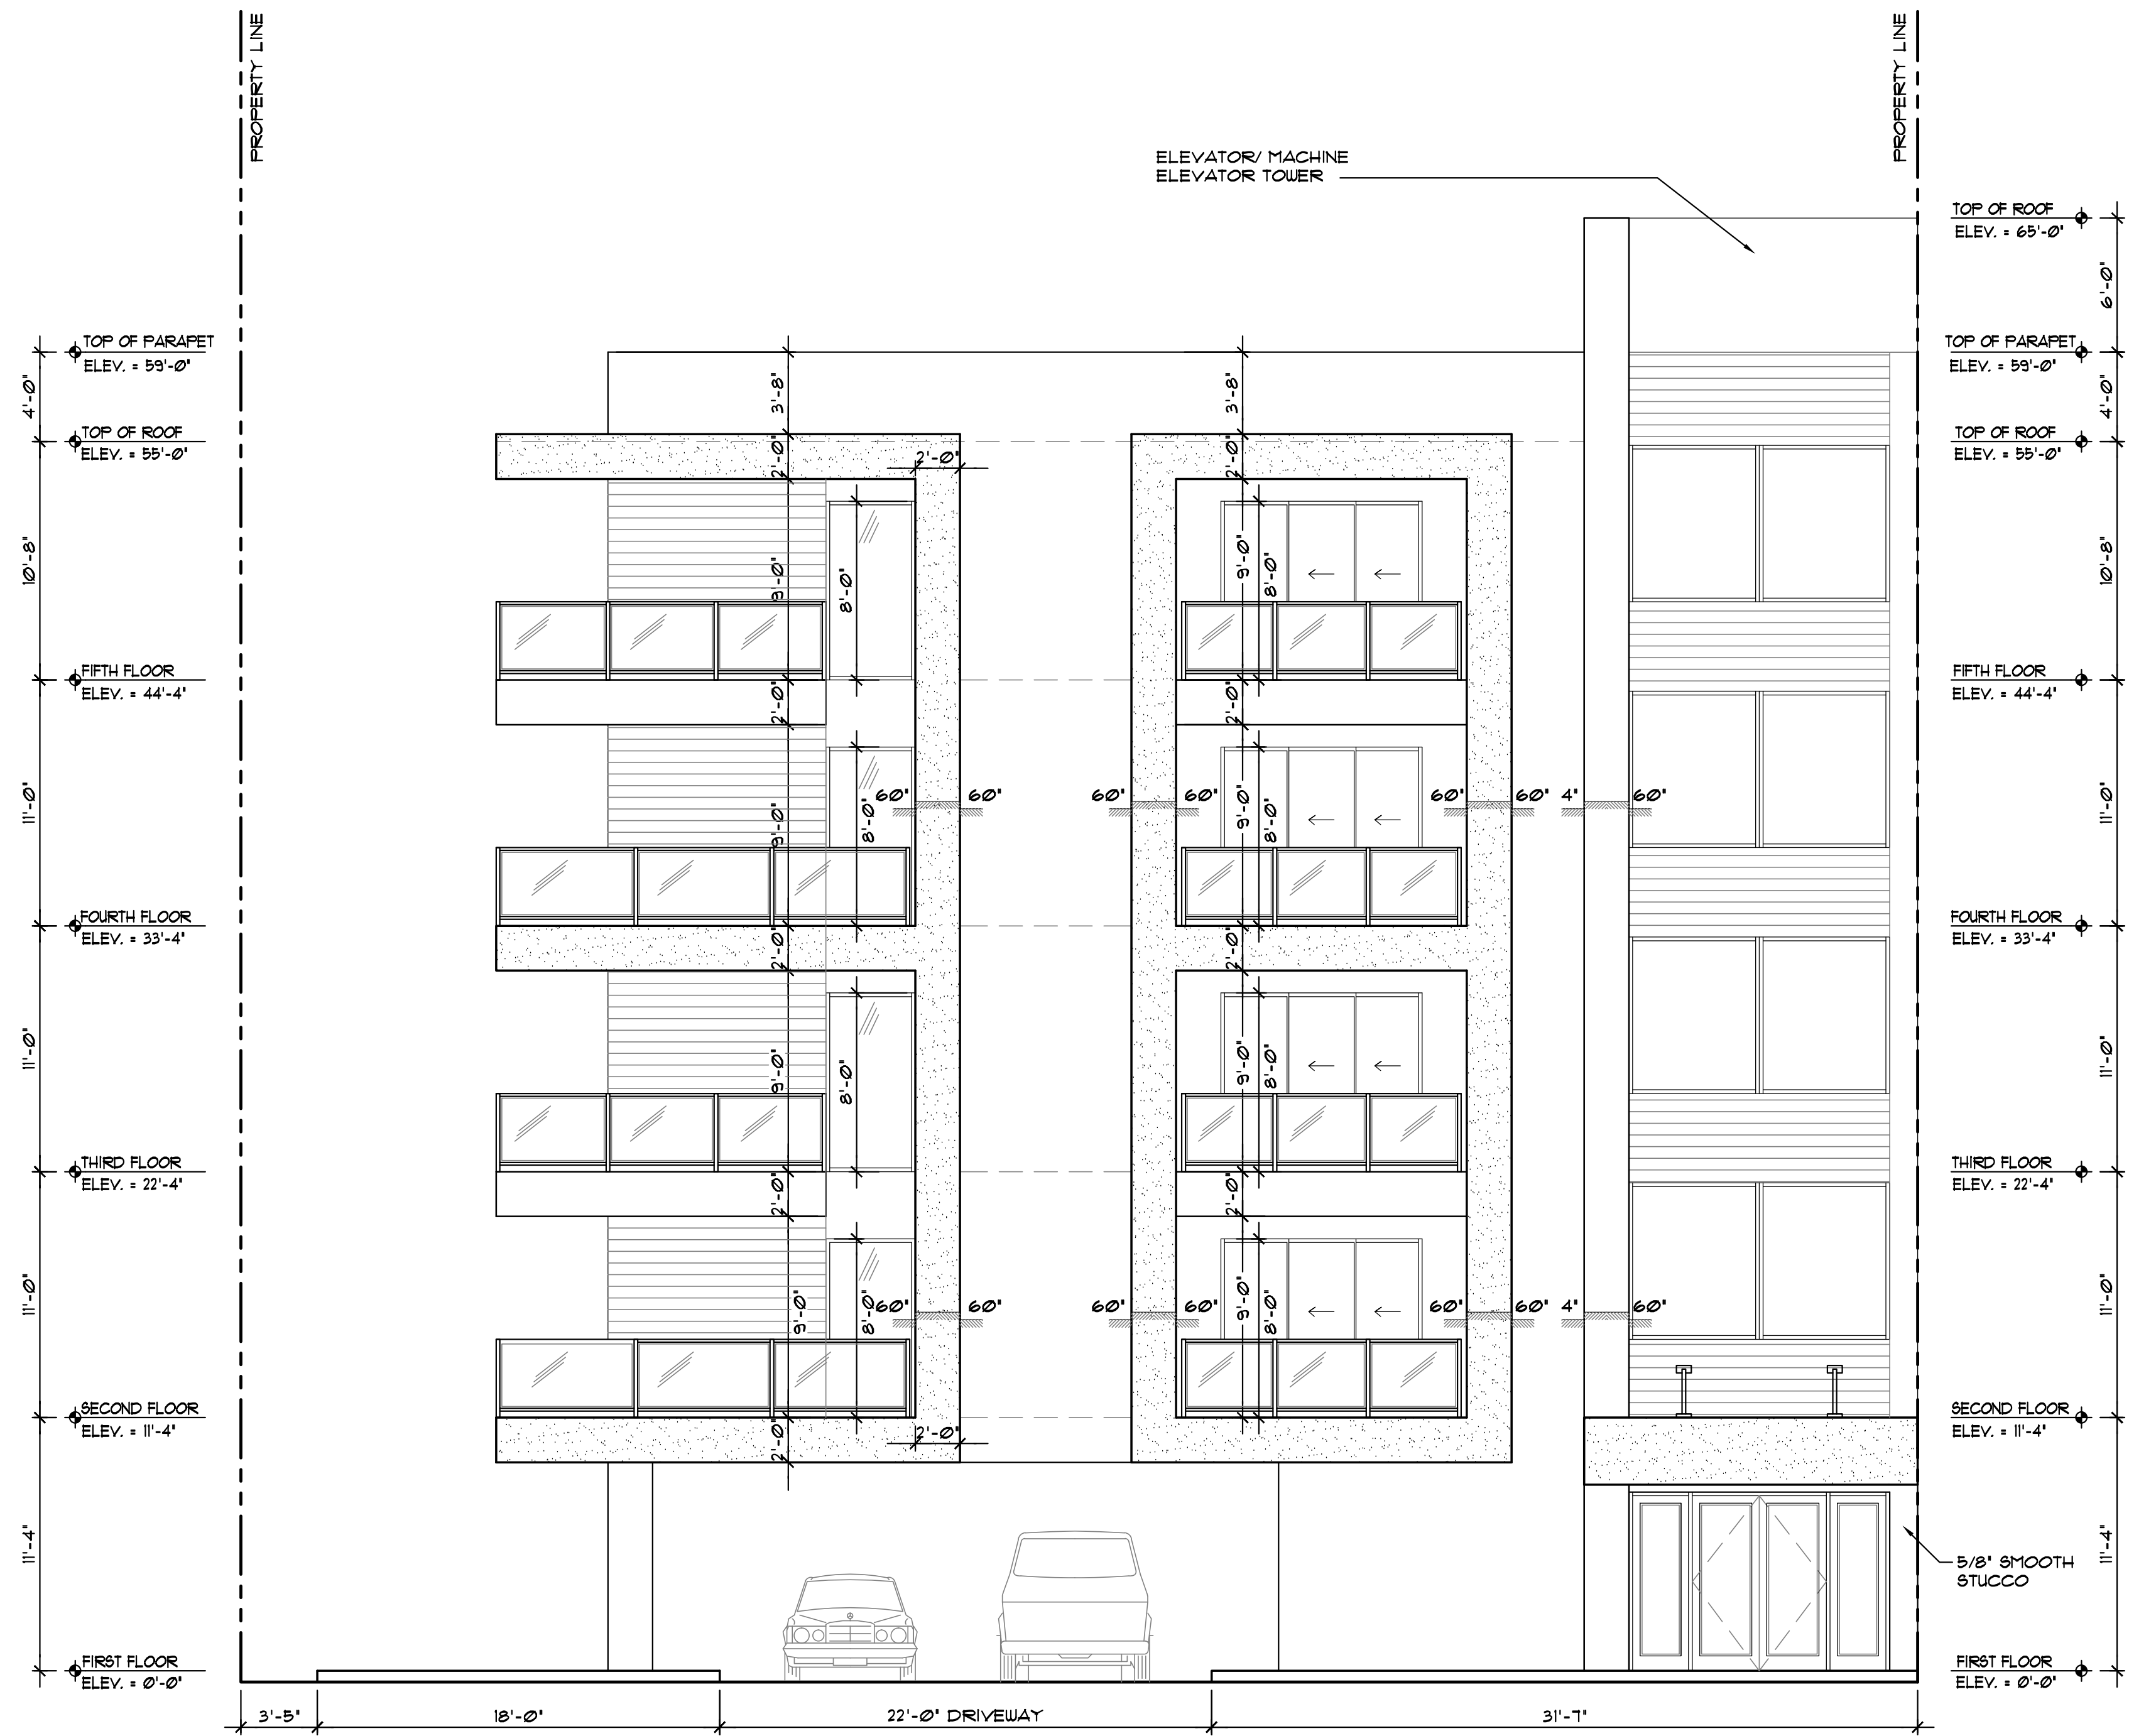 PROPERTY LINE
PROPERTY LINE
ELEVATOR/ MACHINE
ELEVATOR TOWER
TOP OF ROOF
ELEV. = 65'-0"
6'-0"
TOP OF PARAPET
ELEV. = 59'-0"
TOP OF PARAPET
ELEV. = 59'-0"
4'-0"
3'-8"
3'-8"
4'-0"
TOP OF ROOF
ELEV. = 55'-0"
TOP OF ROOF
ELEV. = 55'-0"
2'-0"
2'-0"
2'-0"
10'-8"
9'-0"
8'-0"
9'-0"
8'-0"
10'-8"
FIFTH FLOOR
ELEV. = 44'-4"
FIFTH FLOOR
ELEV. = 44'-4"
2'-0"
2'-0"
11'-0"
9'-0"
8'-0"
60"
60"
60"
60"
9'-0"
8'-0"
60"
60"
4"
60"
11'-0"
FOURTH FLOOR
ELEV. = 33'-4"
FOURTH FLOOR
ELEV. = 33'-4"
2'-0"
2'-0"
11'-0"
9'-0"
8'-0"
9'-0"
8'-0"
11'-0"
THIRD FLOOR
ELEV. = 22'-4"
THIRD FLOOR
ELEV. = 22'-4"
2'-0"
2'-0"
11'-0"
9'-0"
8'-0"
60"
60"
60"
60"
9'-0"
8'-0"
60"
60"
4"
60"
11'-0"
SECOND FLOOR
ELEV. = 11'-4"
SECOND FLOOR
ELEV. = 11'-4"
2'-0"
2'-0"
11'-4"
11'-4"
5/8" SMOOTH
STUCCO
FIRST FLOOR
ELEV. = 0'-0"
FIRST FLOOR
ELEV. = 0'-0"
3'-5"
18'-0"
22'-0" DRIVEWAY
31'-7"